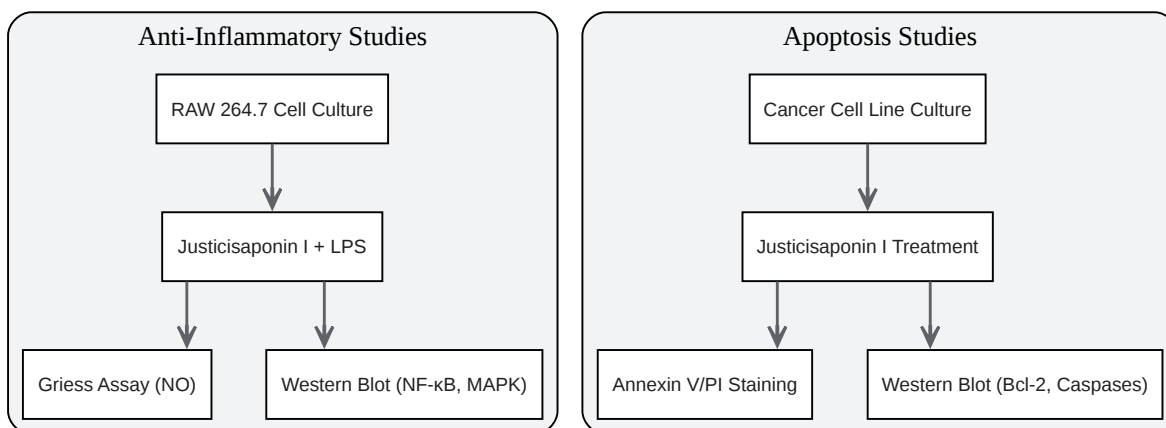 Anti-Inflammatory Studies
RAW 264.7 Cell Culture
Justicisaponin I + LPS
Griess Assay (NO)
Western Blot (NF-κB, MAPK)
Apoptosis Studies
Cancer Cell Line Culture
Justicisaponin I Treatment
Annexin V/PI Staining
Western Blot (Bcl-2, Caspases)